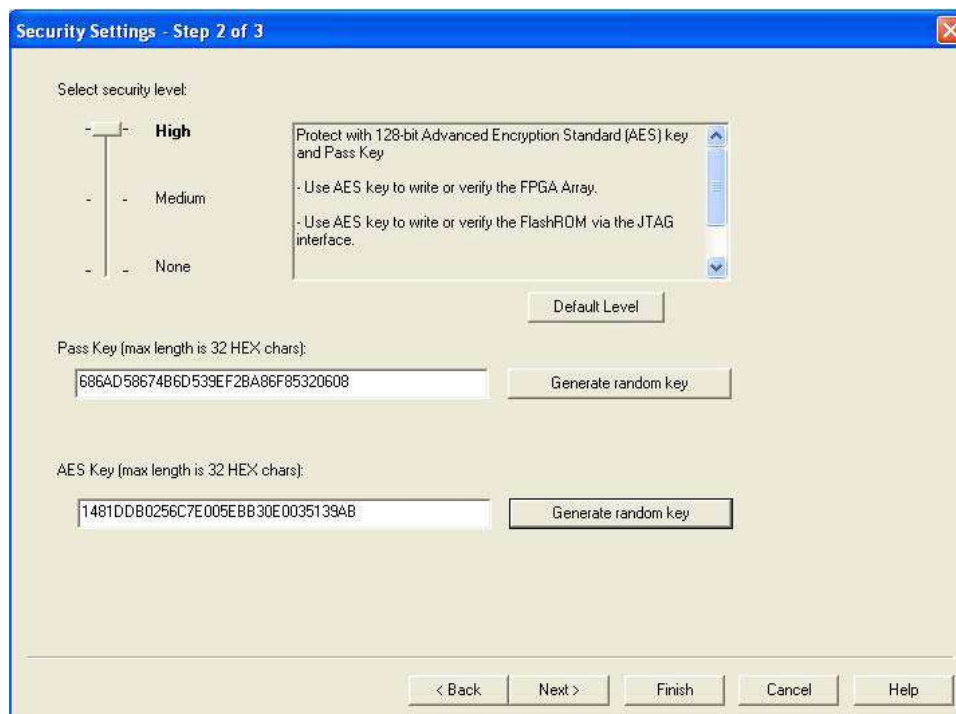 Security Settings - Step 2 of 3
Select security level:
High
Medium
None
Protect with 128-bit Advanced Encryption Standard (AES) key
and Pass Key
- Use AES key to write or verify the FPGA Array.
- Use AES key to write or verify the FlashROM via the JTAG
interface.
Default Level
Pass Key (max length is 32 HEX chars):
686AD58674B6D539EF2BA86F85320608
Generate random key
AES Key (max length is 32 HEX chars):
1481DDB0256C7E005EBB30E0035139AB
Generate random key
< Back
Next >
Finish
Cancel
Help